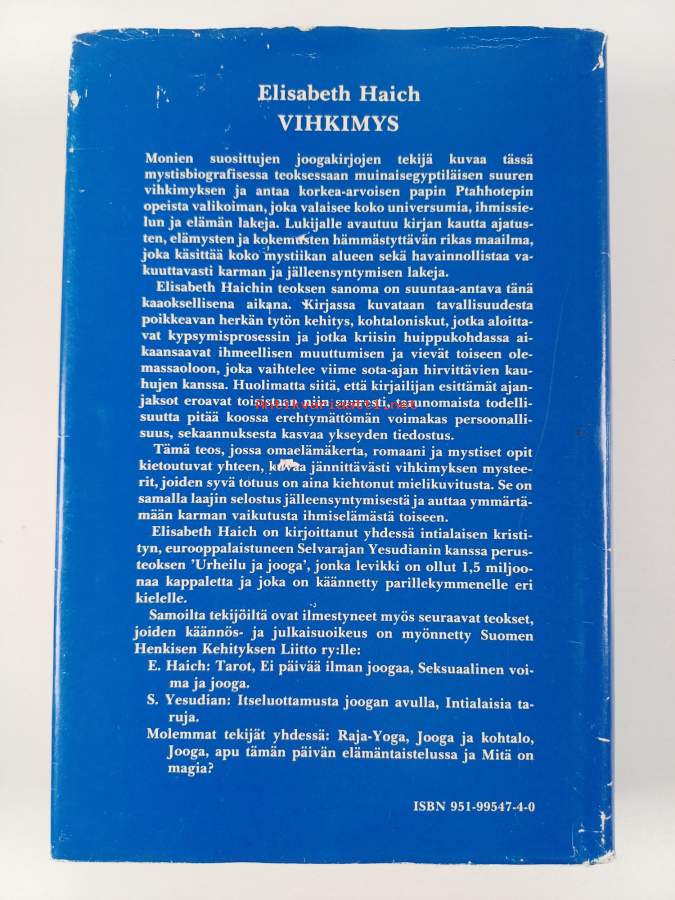 Elisabeth Haich
VIHKIMYS
Monien suosittujen joogakirjojen tekijä kuvaa tässä
mystisbiografisessa teoksessaan muinaisegyptiläisen suuren
vihkimyksen ja antaa korkea-arvoisen papin Ptahhotepin
opeista valikoiman, joka valaisee koko universumia, ihmissie-
lun ja elämän lakeja. Lukijalle avautuu kirjan kautta ajatus-
ten, elämysten ja kokemusten hämmästyttävän rikas maailma,
joka käsittää koko mystiikan alueen sekä havainnollistaa va-
kuuttavasti karman ja jälleensyntymisen lakeja.
Elisabeth Haichin teoksen sanoma on suuntaa-antava tänä
kaaoksellisena aikana. Kirjassa kuvataan tavallisuudesta
poikkeavan herkän tytön kehitys, kohtaloniskut, jotka aloitta-
vat kypsymisprosessin ja jotka kriisin huippukohdassa ai-
kaansaavat ihmeellisen muuttumisen ja vievät toiseen ole-
massaoloon, joka vaihtelee viime sota-ajan hirvittävien kau-
hujen kanssa. Huolimatta siitä, että kirjailijan esittämät ajan-
jaksot eroavat toisistaan niin suuresti, tarunomaista todelli-
Antikvariaatti.net
suutta pitää koossa erehtymättömän voimakas persoonalli-
suus, sekaannuksesta kasvaa ykseyden tiedostus.
Tämä teos, jossa omaelämäkerta, romaani ja mystiset opit
kietoutuvat yhteen, kuvaa jännittävästi vihkimyksen mystee-
rit, joiden syvä totuus on aina kiehtonut mielikuvitusta. Se on
samalla laajin selostus jälleensyntymisestä ja auttaa ymmärtä-
mään karman vaikutusta ihmiselämästä toiseen.
Elisabeth Haich on kirjoittanut yhdessä intialaisen kristi-
tyn, eurooppalaistuneen Selvarajan Yesudianin kanssa perus-
teoksen 'Urheilu ja jooga', jonka levikki on ollut 1,5 miljoo-
naa kappaletta ja joka on käännetty parillekymmenelle eri
kielelle.
Samoilta tekijöiltä ovat ilmestyneet myös seuraavat teokset,
joiden käännös- ja julkaisuoikeus on myönnetty Suomen
Henkisen Kehityksen Liitto ry:lle:
E. Haich: Tarot, Ei päivää ilman joogaa, Seksuaalinen voi-
ma ja jooga.
S. Yesudian: Itseluottamusta joogan avulla, Intialaisia ta-
ruja.
Molemmat tekijät yhdessä: Raja-Yoga, Jooga ja kohtalo,
Jooga, apu tämän päivän elämäntaistelussa ja Mitä on
magia?
ISBN 951-99547-4-0